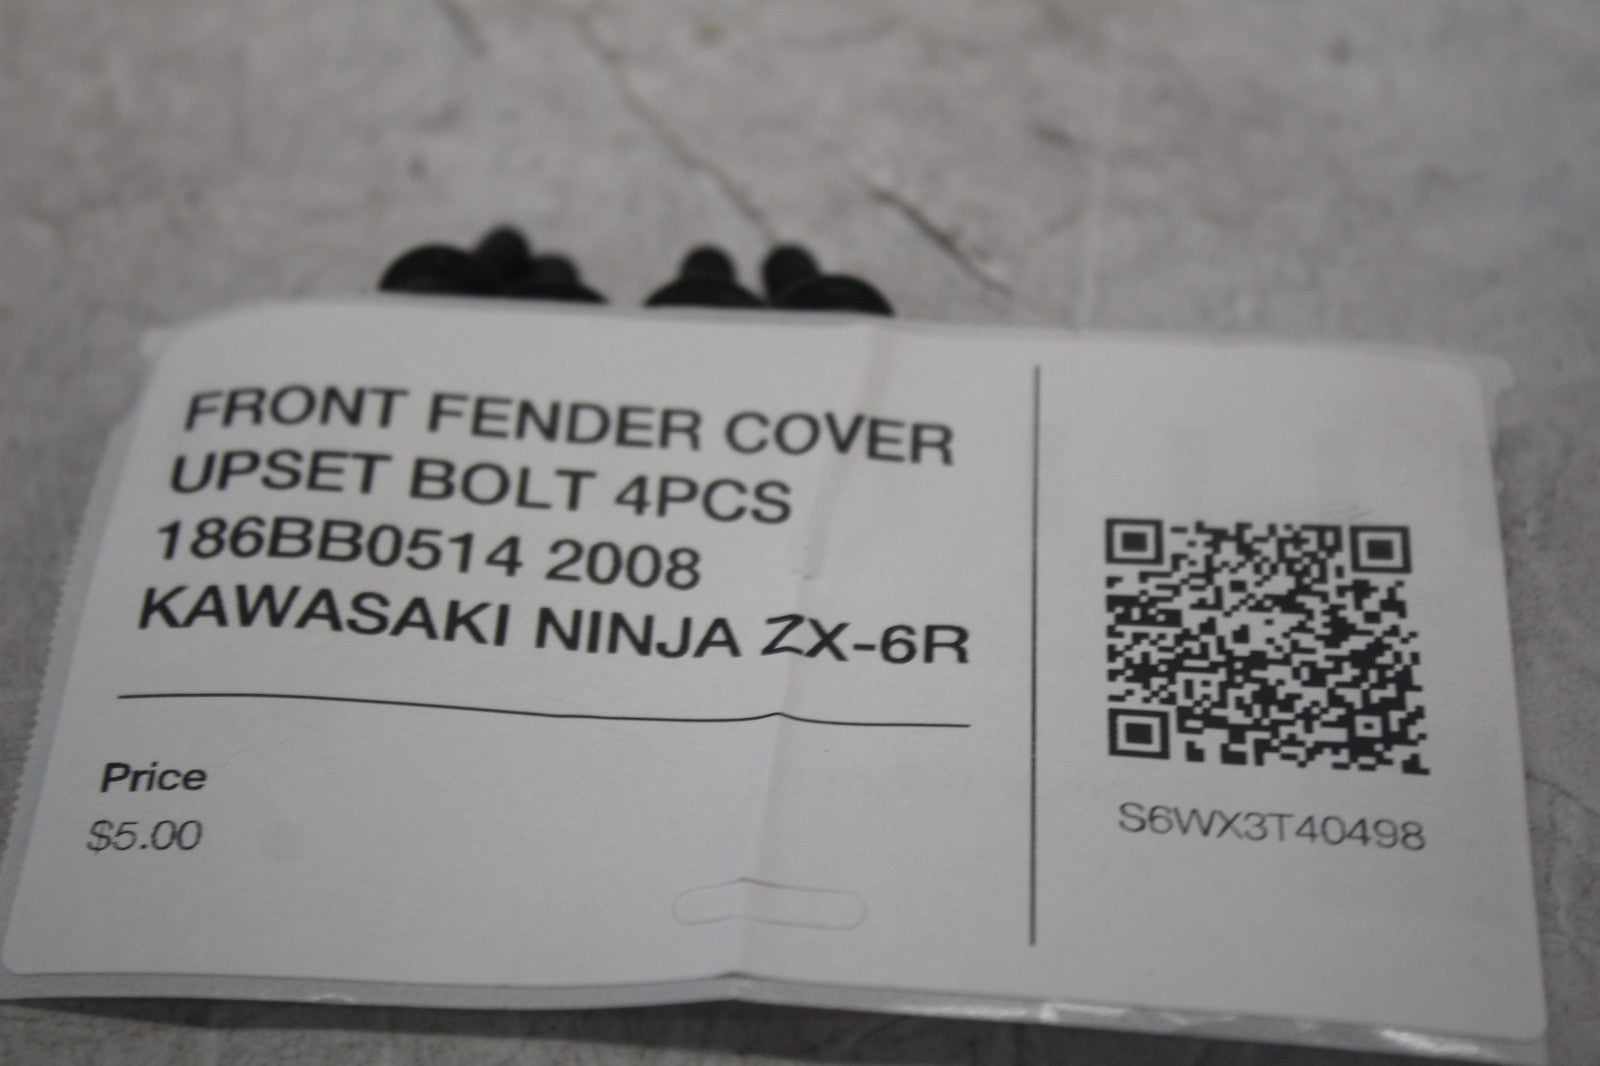 FRONT FENDER COVER
UPSET BOLT 4PCS
186BB0514 2008
KAWASAKI NINJA ZX-6R
Price
$5.00
S6WX3T40498